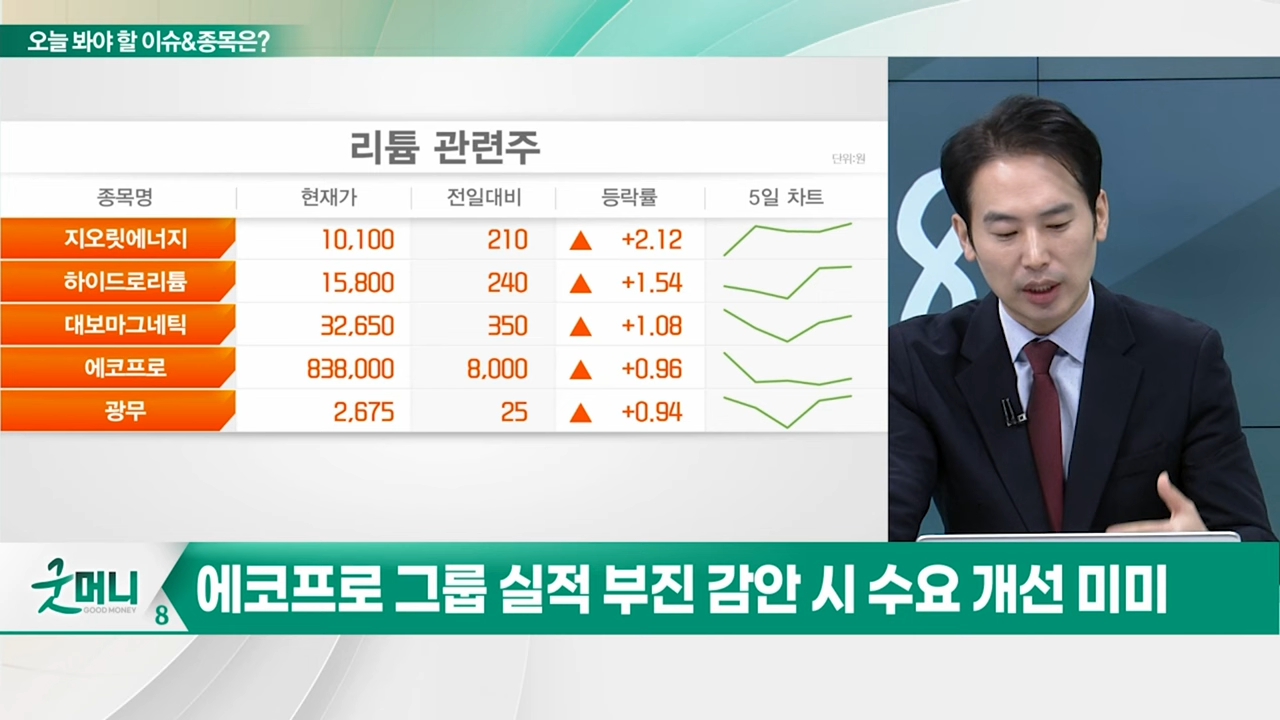 오늘 봐야 할 이슈&종목은?
리튬 관련주
단위:원
종목명 현재가 전일대비 등락률 5일 차트
지오릿에너지 10,100 210 ▲ +2.12
하이드로리튬 15,800 240 ▲ +1.54
대보마그네틱 32,650 350 ▲ +1.08
에코프로 838,000 8,000 ▲ +0.96
광무 2,675 25 ▲ +0.94
굿머니
GOOD MONEY
8
에코프로 그룹 실적 부진 감안 시 수요 개선 미미